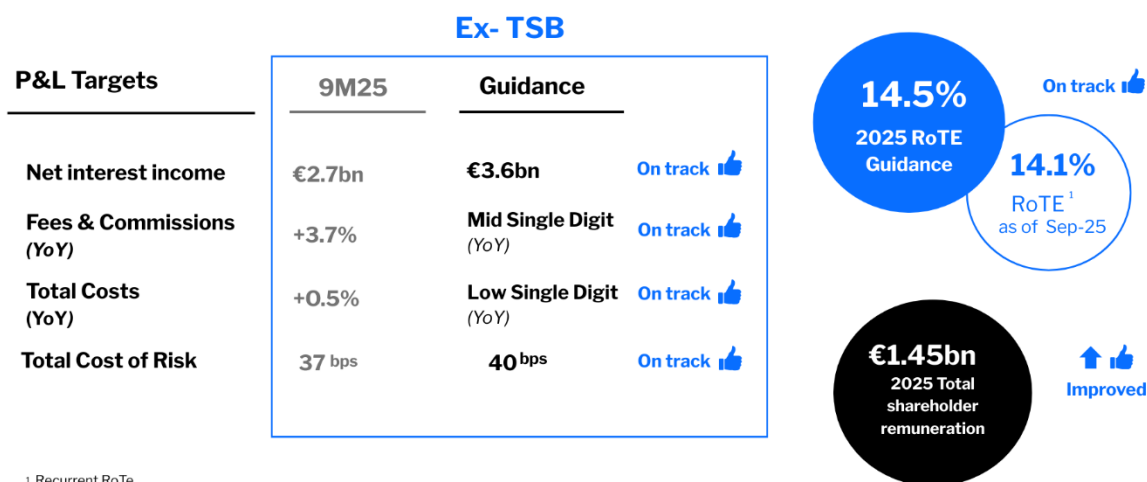 Ex- TSB
P&L Targets
9M25
Guidance
Net interest income
€2.7bn
€3.6bn
On track
Fees & Commissions
(YoY)
+3.7%
Mid Single Digit
(YoY)
On track
Total Costs
(YoY)
+0.5%
Low Single Digit
(YoY)
On track
Total Cost of Risk
37 bps
40 bps
On track
14.5%
2025 RoTE
Guidance
On track
14.1%
RoTE 1
as of Sep-25
€1.45bn
2025 Total
shareholder
remuneration
Improved
1 Recurrent RoTe